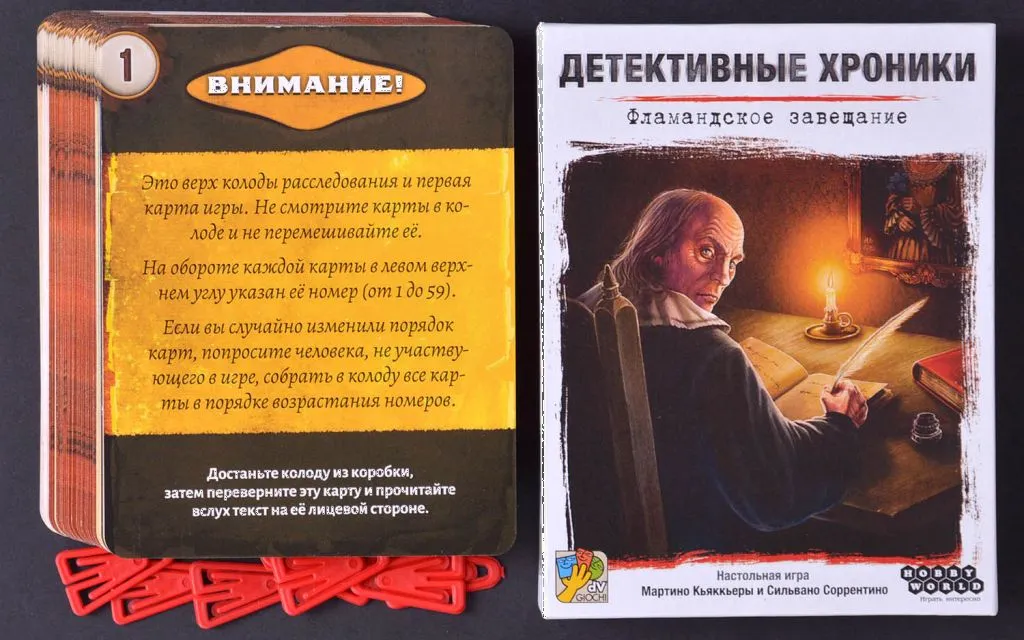 1
ВНИМАНИЕ!
Это верх колоды расследования и первая
карта игры. Не смотрите карты в ко-
лоде и не перемешивайте её.
На обороте каждой карты в левом верх-
нем углу указан её номер (от 1 до 59).
Если вы случайно изменили порядок
карт, попросите человека, не участву-
ющего в игре, собрать в колоду все кар-
ты в порядке возрастания номеров.
Достаньте колоду из коробки,
затем переверните эту карту и прочитайте
вслух текст на её лицевой стороне.
ДЕТЕКТИВНЫЕ ХРОНИКИ
Фламандское завещание
dV
GIOCHI
Настольная игра
Мартино Кьяккьеры и Сильвано Соррентино
HOBBY
WORLD
Играть интересно